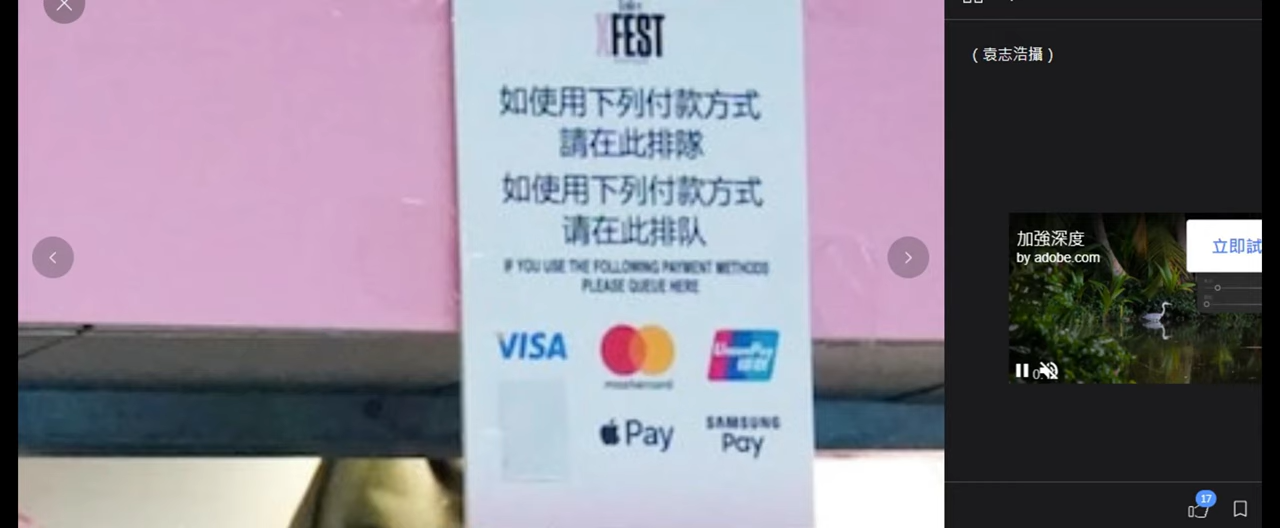 XFEST
如使用下列付款方式
請在此排隊
如使用下列付款方式
请在此排队
IF YOU USE THE FOLLOWING PAYMENT METHODS
PLEASE QUEUE HERE
VISA
mastercard
UnionPay
银联
Pay
SAMSUNG
Pay
(袁志浩攝)
加強深度
by adobe.com
立即試
17